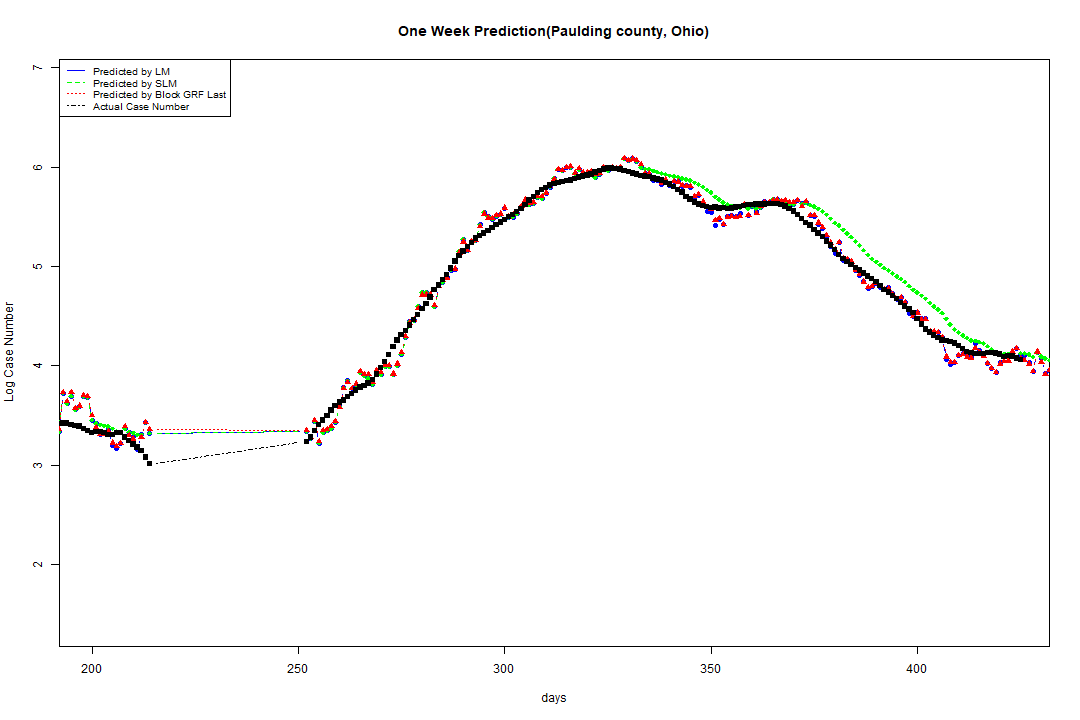 One Week Prediction(Paulding county, Ohio)
Predicted by LM
Predicted by SLM
Predicted by Block GRF Last
Actual Case Number
7
6
5
4
3
2
Log Case Number
200 250 300 350 400
days